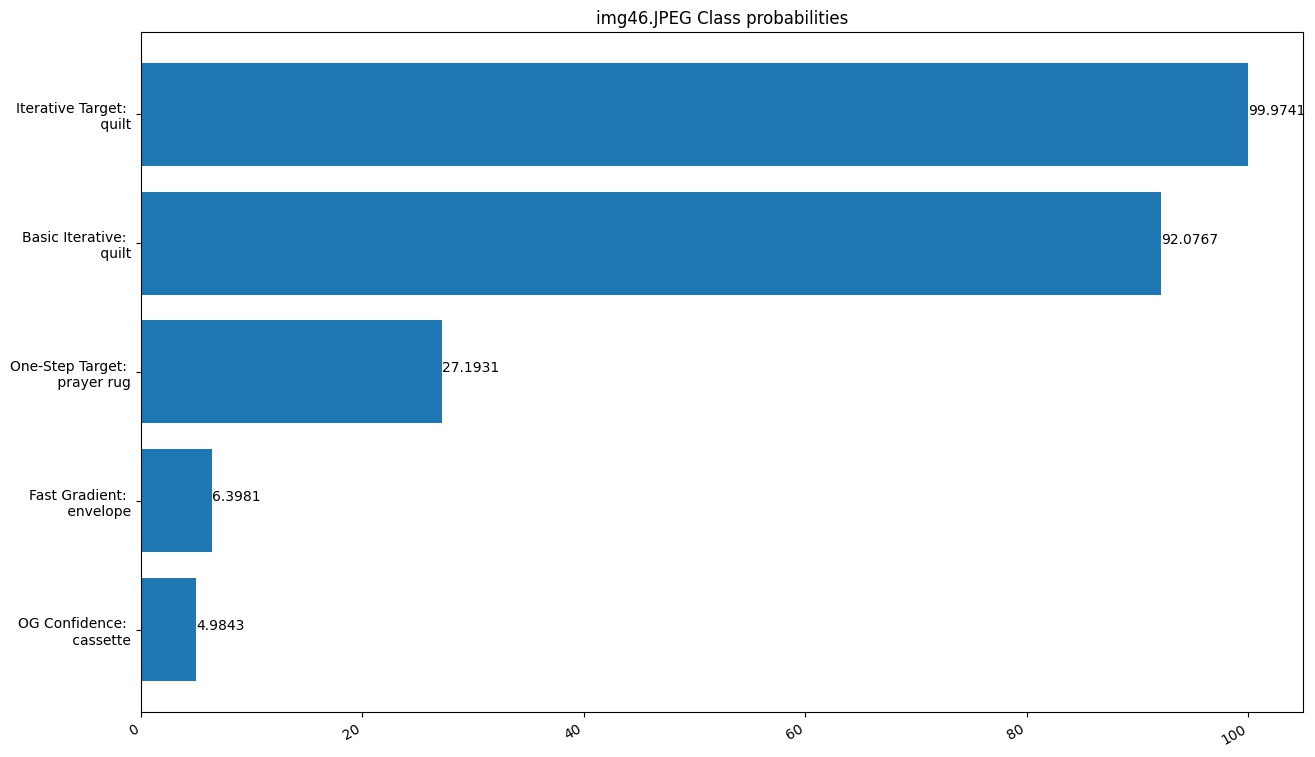 img46.JPEG Class probabilities
Iterative Target:
quilt
99.9741
Basic Iterative:
quilt
92.0767
One-Step Target:
prayer rug
27.1931
Fast Gradient:
envelope
6.3981
OG Confidence:
cassette
4.9843
0
20
40
60
80
100